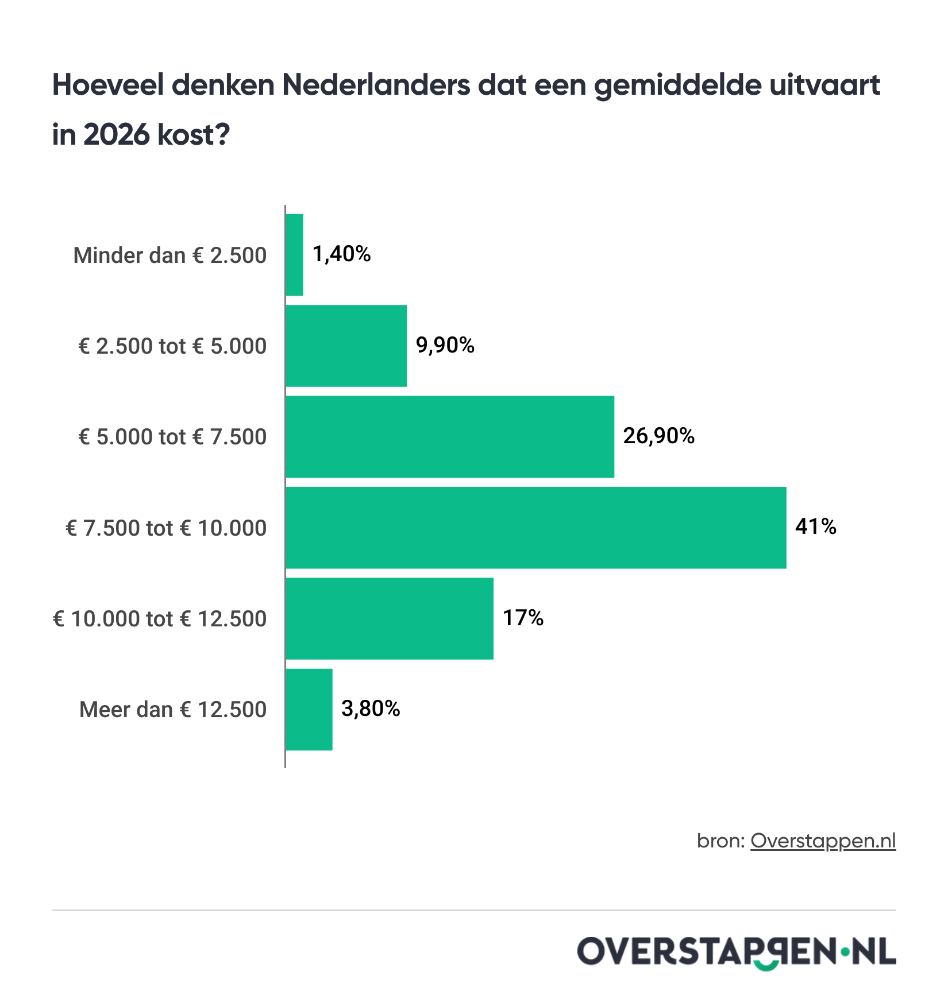 Hoeveel denken Nederlanders dat een gemiddelde uitvaart
in 2026 kost?
Minder dan € 2.500
1,40%
€ 2.500 tot € 5.000
9,90%
€ 5.000 tot € 7.500
26,90%
€ 7.500 tot € 10.000
41%
€ 10.000 tot € 12.500
17%
Meer dan € 12.500
3,80%
bron: Overstappen.nl
OVERSTAPPEN.NL